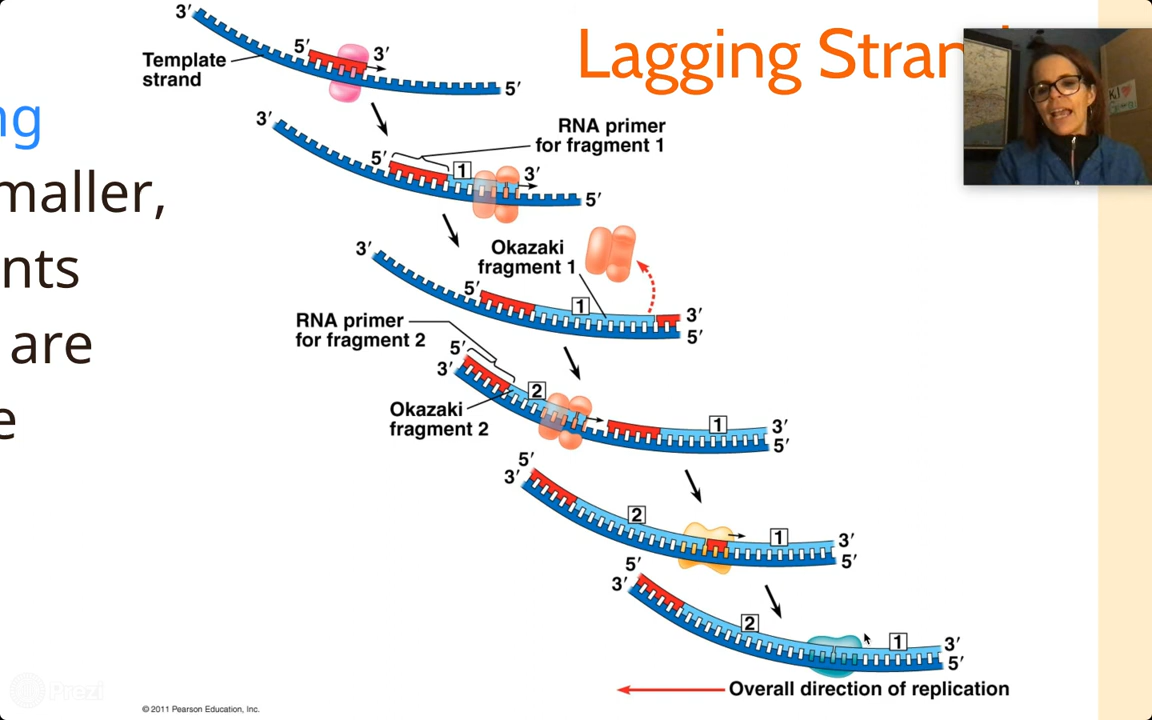 Lagging Stran
ng
maller,
nts
are
e
3′
5′
3′
Template
strand
5′
3′
RNA primer
for fragment 1
5′
1
3′
5′
3′
Okazaki
fragment 1
5′
1
3′
5′
RNA primer
for fragment 2
5′
3′
2
Okazaki
fragment 2
1
3′
5′
5′
3′
2
1
3′
5′
5′
3′
2
1
3′
5′
Overall direction of replication
Prezi
© 2011 Pearson Education, Inc.